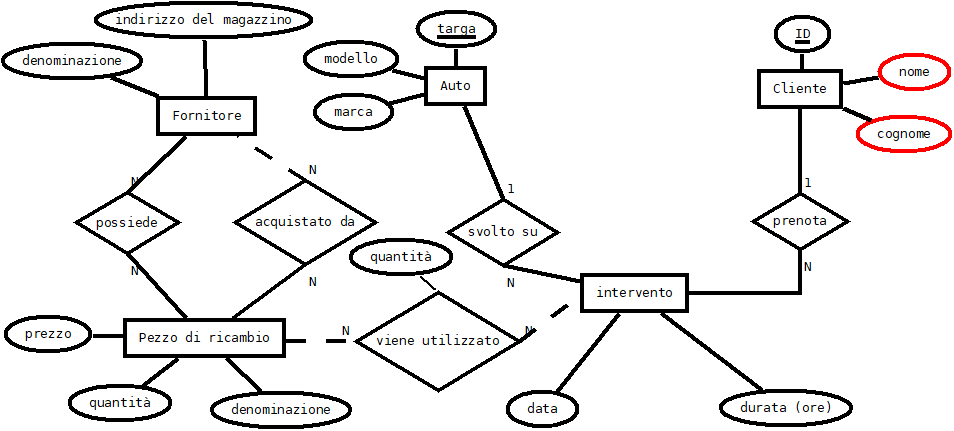 indirizzo del magazzino
denominazione
Fornitore
targa
modello
Auto
marca
ID
nome
Cliente
cognome
N
possiede
N
N
acquistato da
N
1
svolto su
N
1
prenota
N
quantità
intervento
prezzo
Pezzo di ricambio
N
viene utilizzato
N
quantità
denominazione
data
durata (ore)